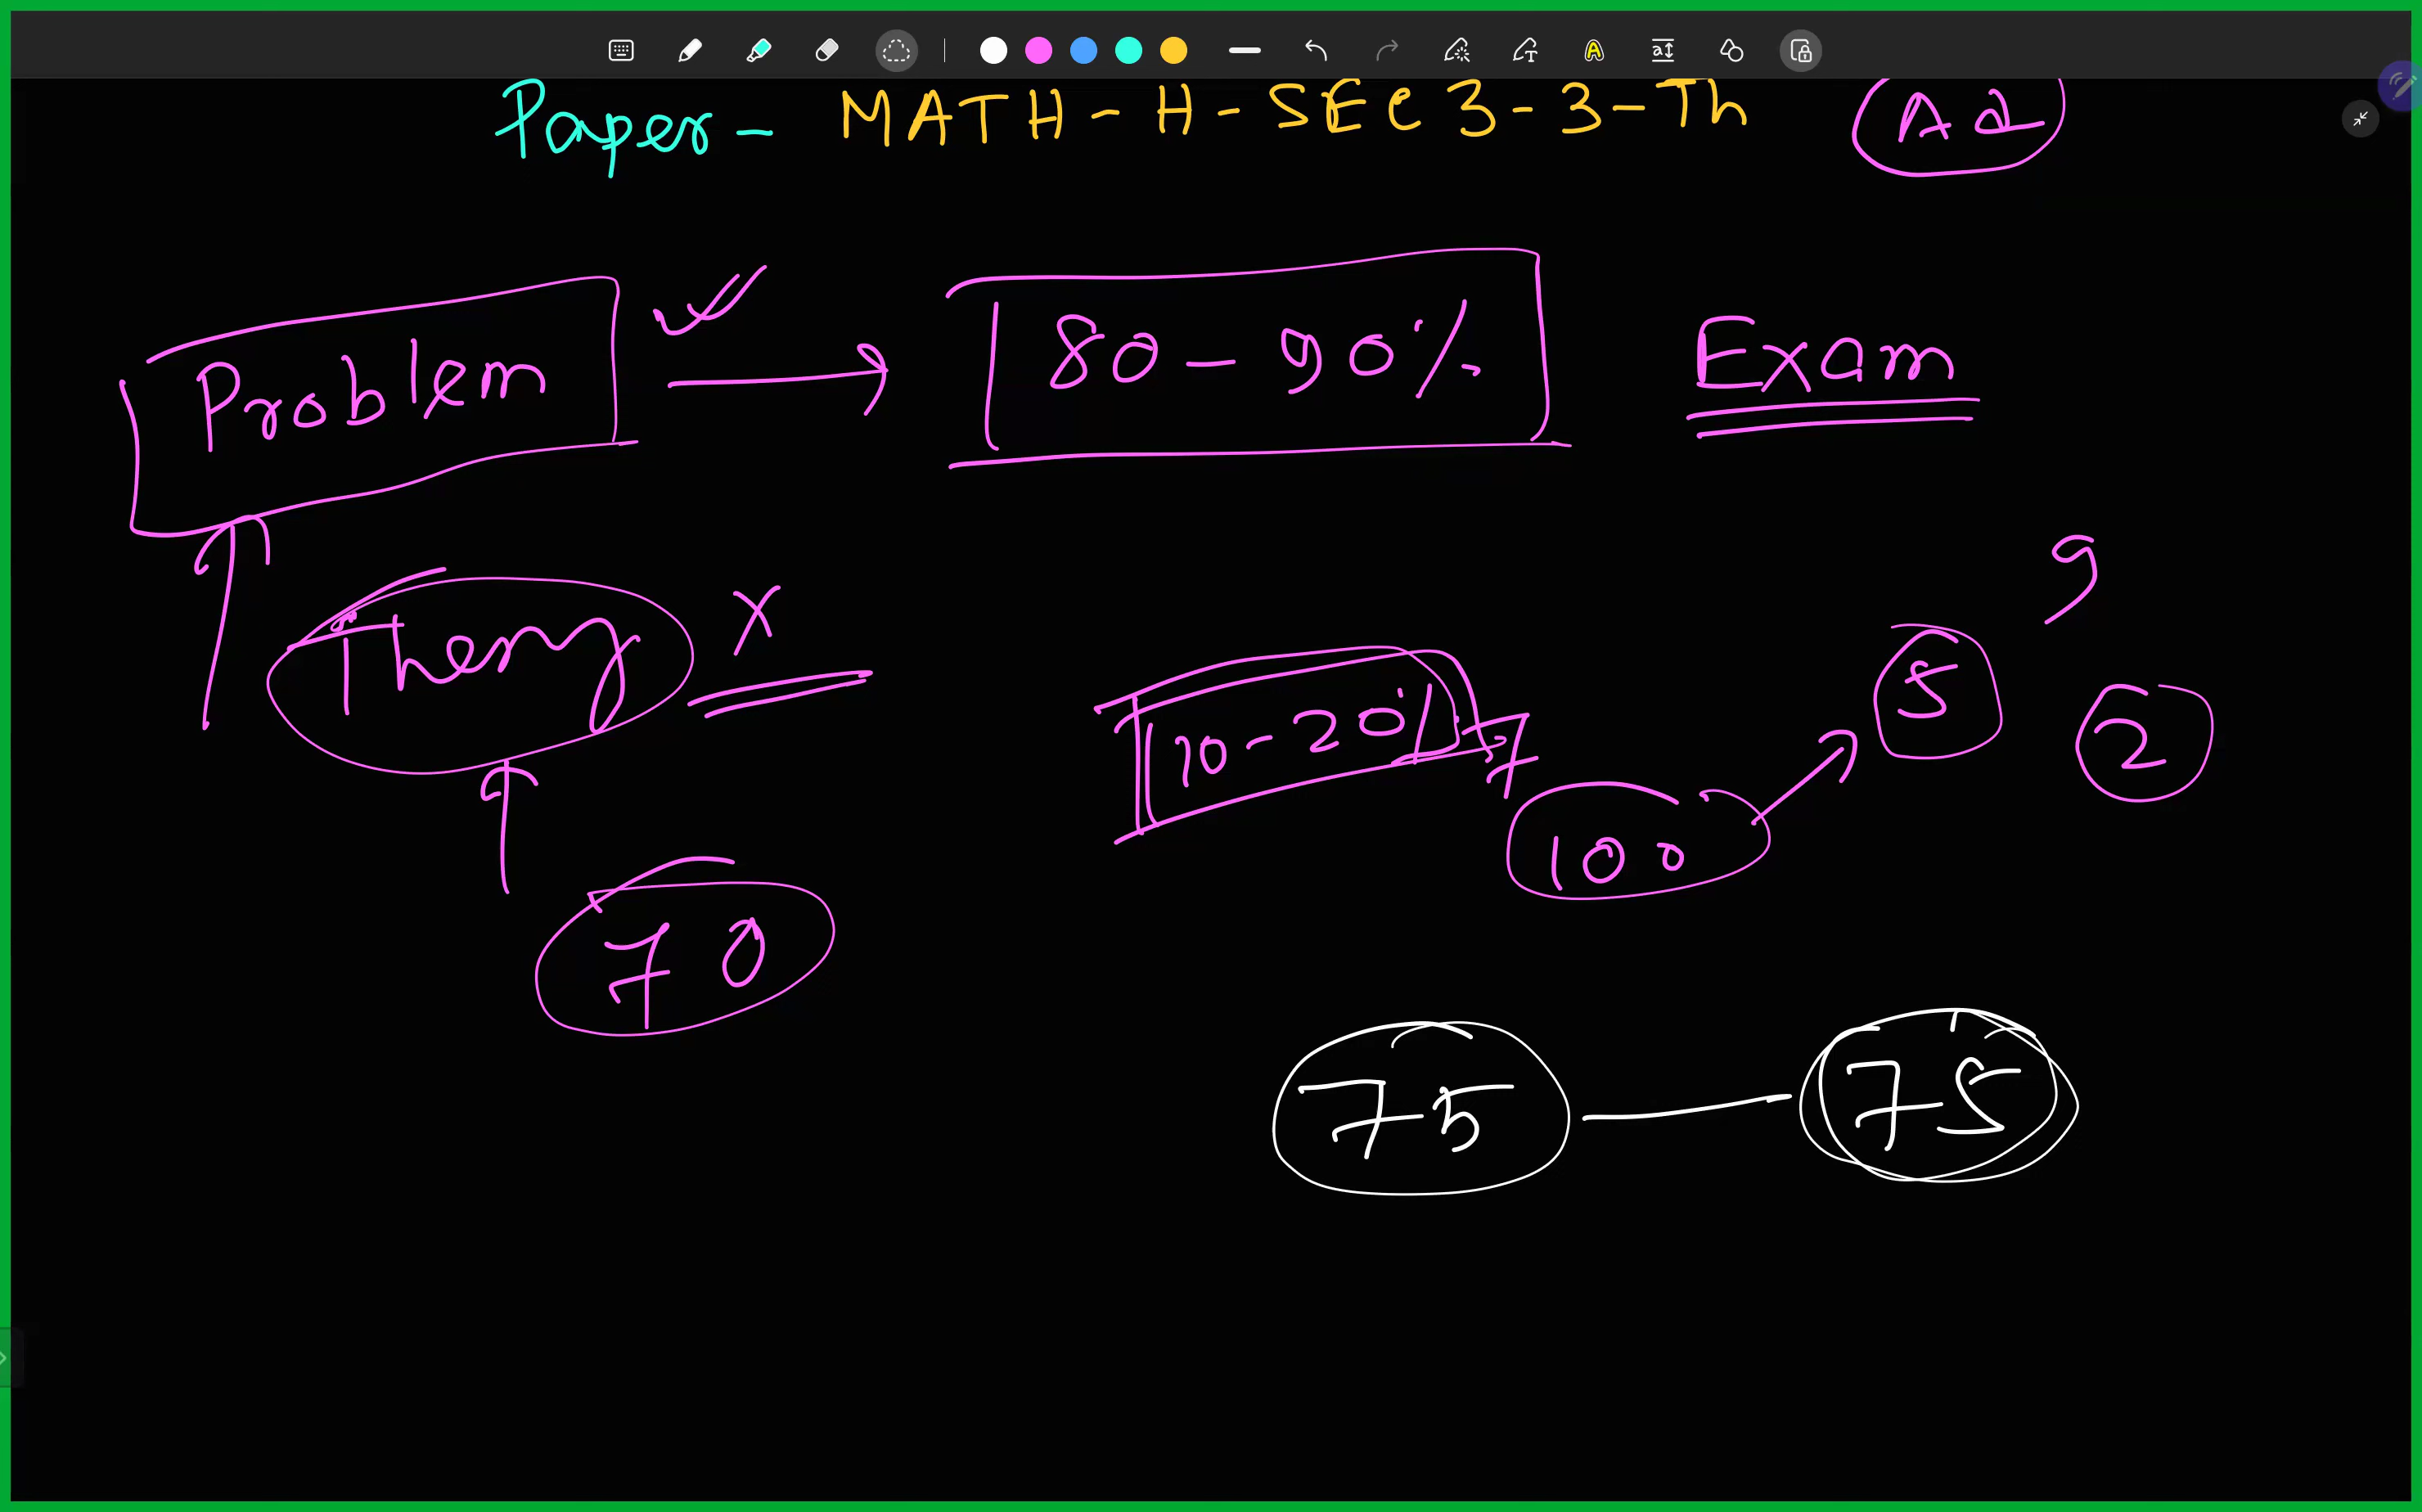 Paper - MATH - H - SEC 3 - 3 - Th A2
Problem 80 - 90% Exam
Theory X
10 - 20%
9
5
2
7
100
70
75 75